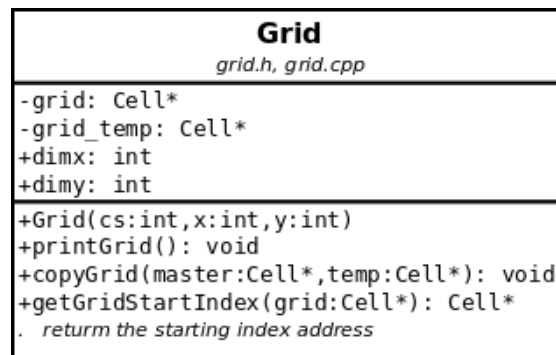 Grid
grid.h, grid.cpp
-grid: Cell*
-grid_temp: Cell*
+dimx: int
+dimy: int
+Grid(cs:int,x:int,y:int)
+printGrid(): void
+copyGrid(master:Cell*,temp:Cell*): void
+getGridStartIndex(grid:Cell*): Cell*
. returm the starting index address